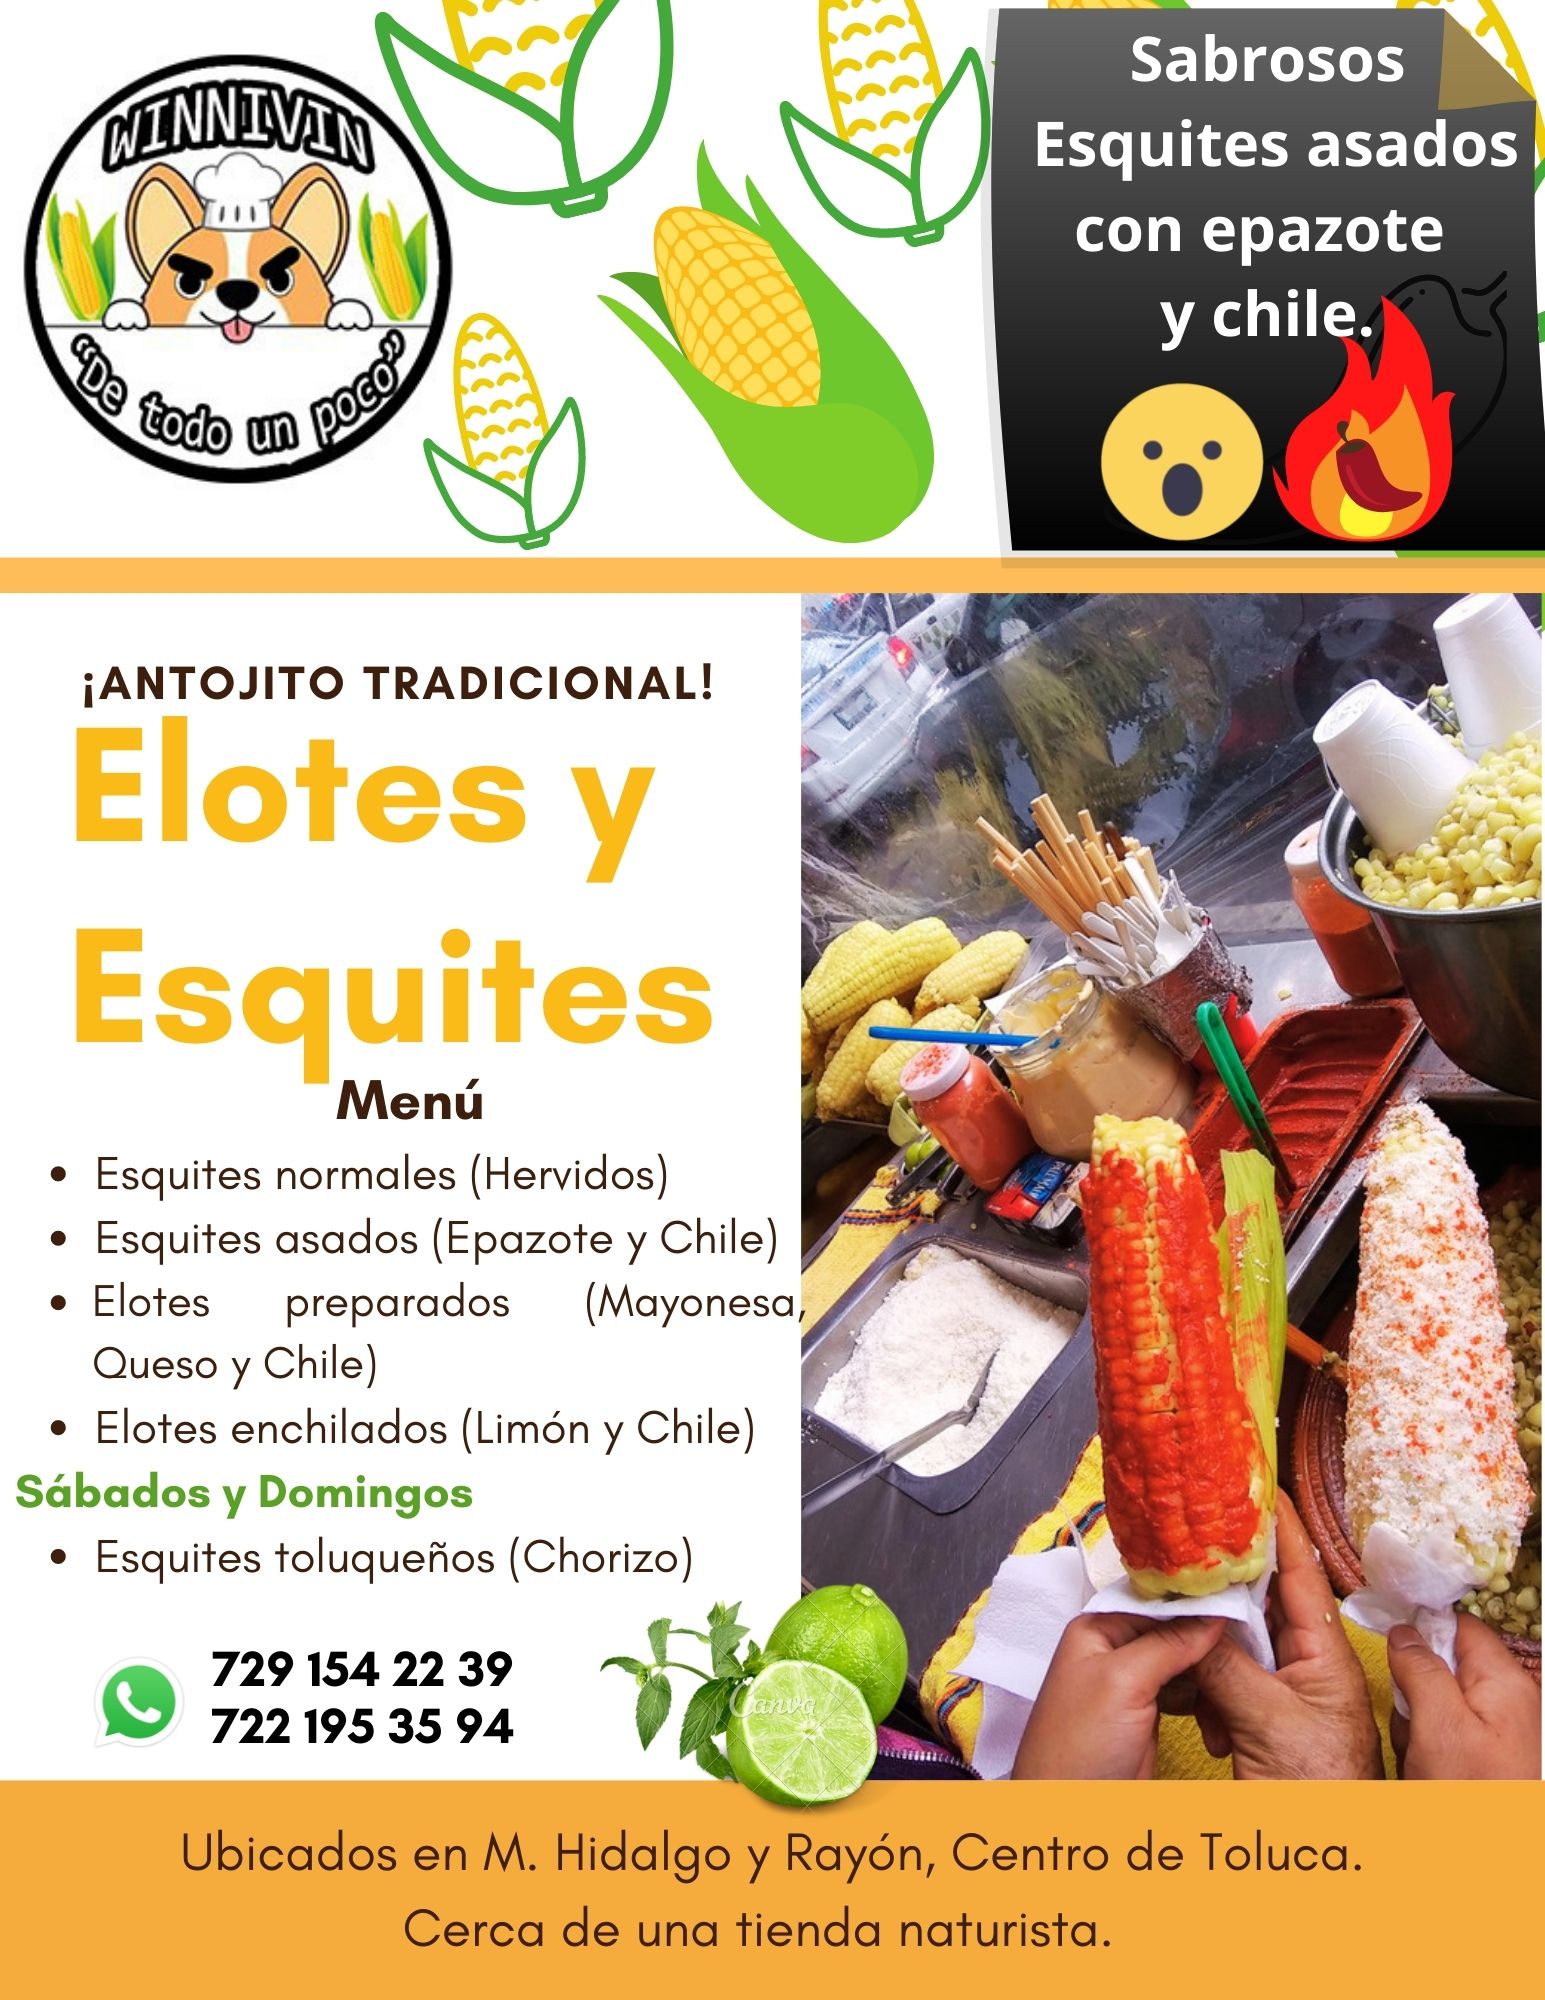 WINNIVIN
"De todo un poco"
Sabrosos
Esquites asados
con epazote
y chile.
¡ANTOJITO TRADICIONAL!
Elotes y
Esquites
Menú
• Esquites normales (Hervidos)
• Esquites asados (Epazote y Chile)
• Elotes preparados (Mayonesa,
Queso y Chile)
• Elotes enchilados (Limón y Chile)
Sábados y Domingos
• Esquites toluqueños (Chorizo)
729 154 22 39
722 195 35 94
Canva
Ubicados en M. Hidalgo y Rayón, Centro de Toluca.
Cerca de una tienda naturista.